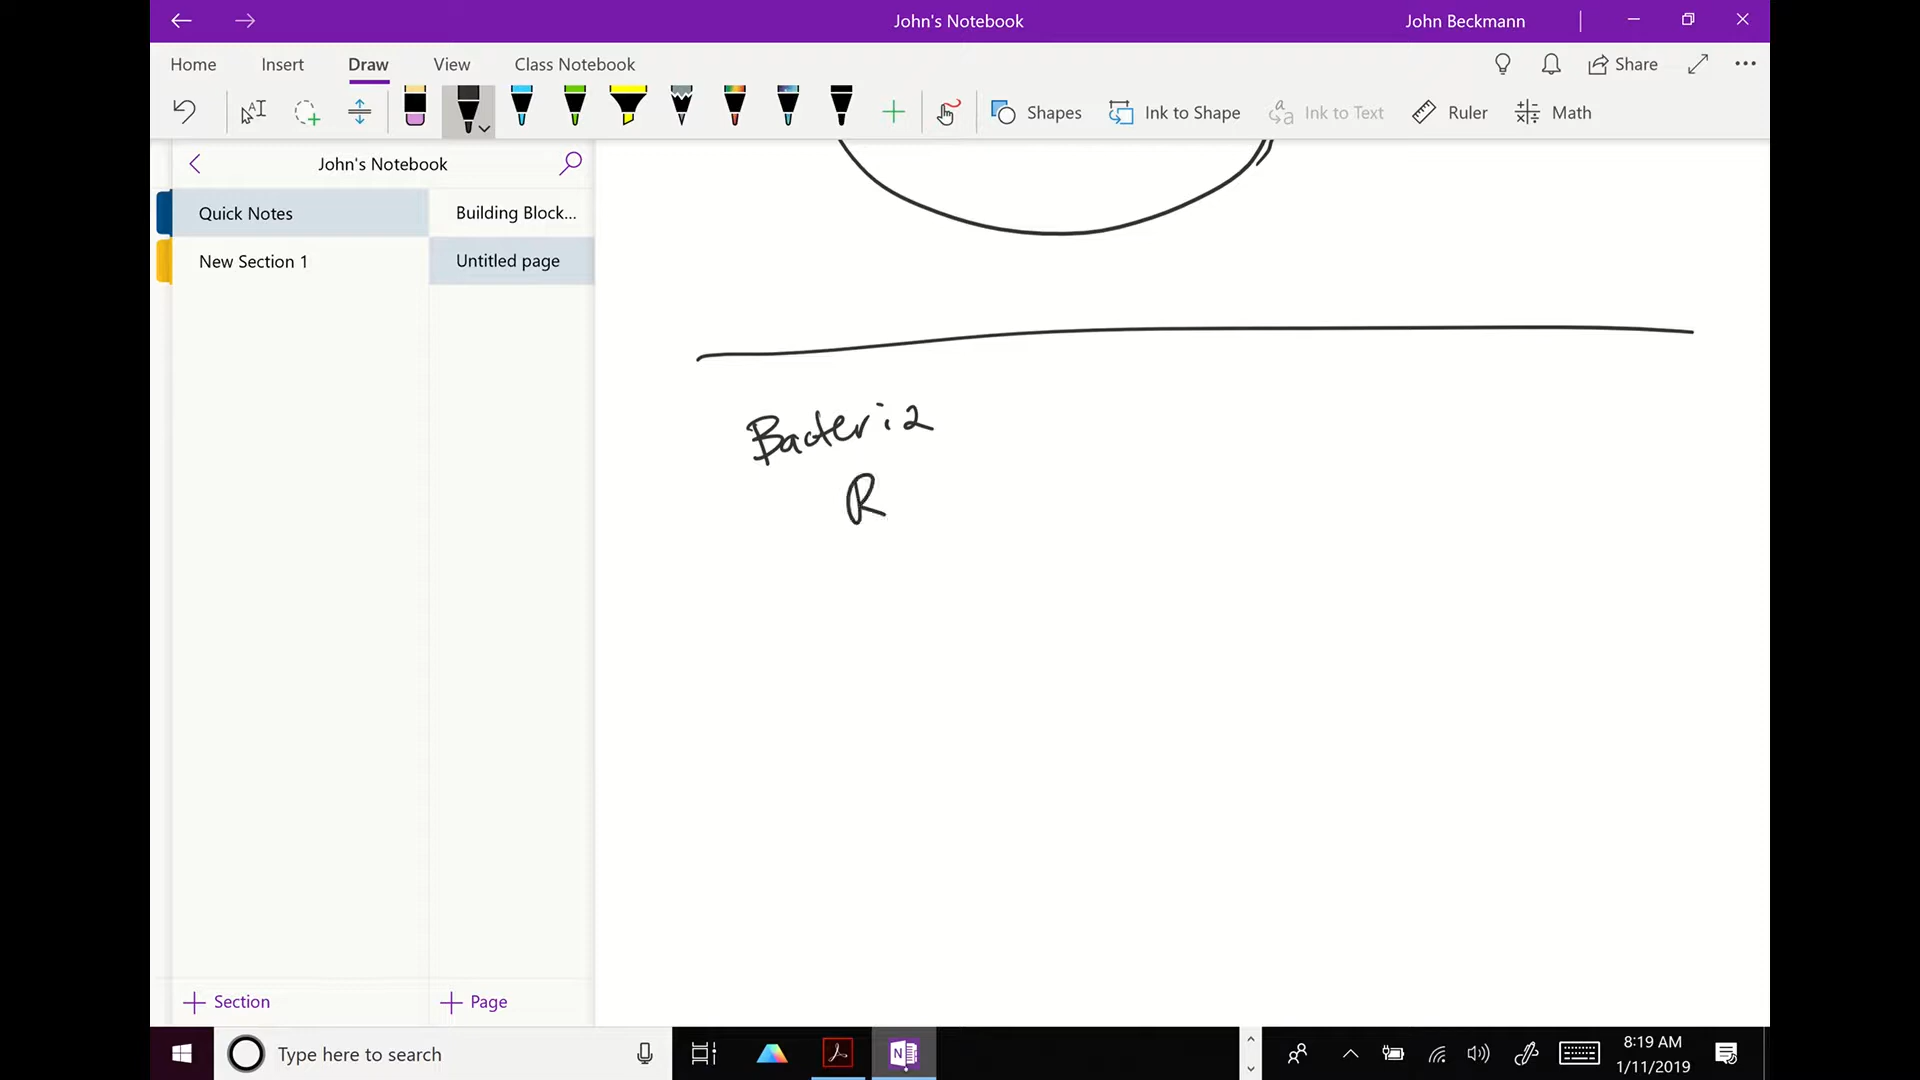 John's Notebook
John Beckmann
Home Insert Draw View Class Notebook
Share
Shapes Ink to Shape Ink to Text Ruler Math
John's Notebook
Quick Notes
Building Block...
New Section 1
Untitled page
Bacteria
R
Section
Page
Type here to search
8:19 AM
1/11/2019